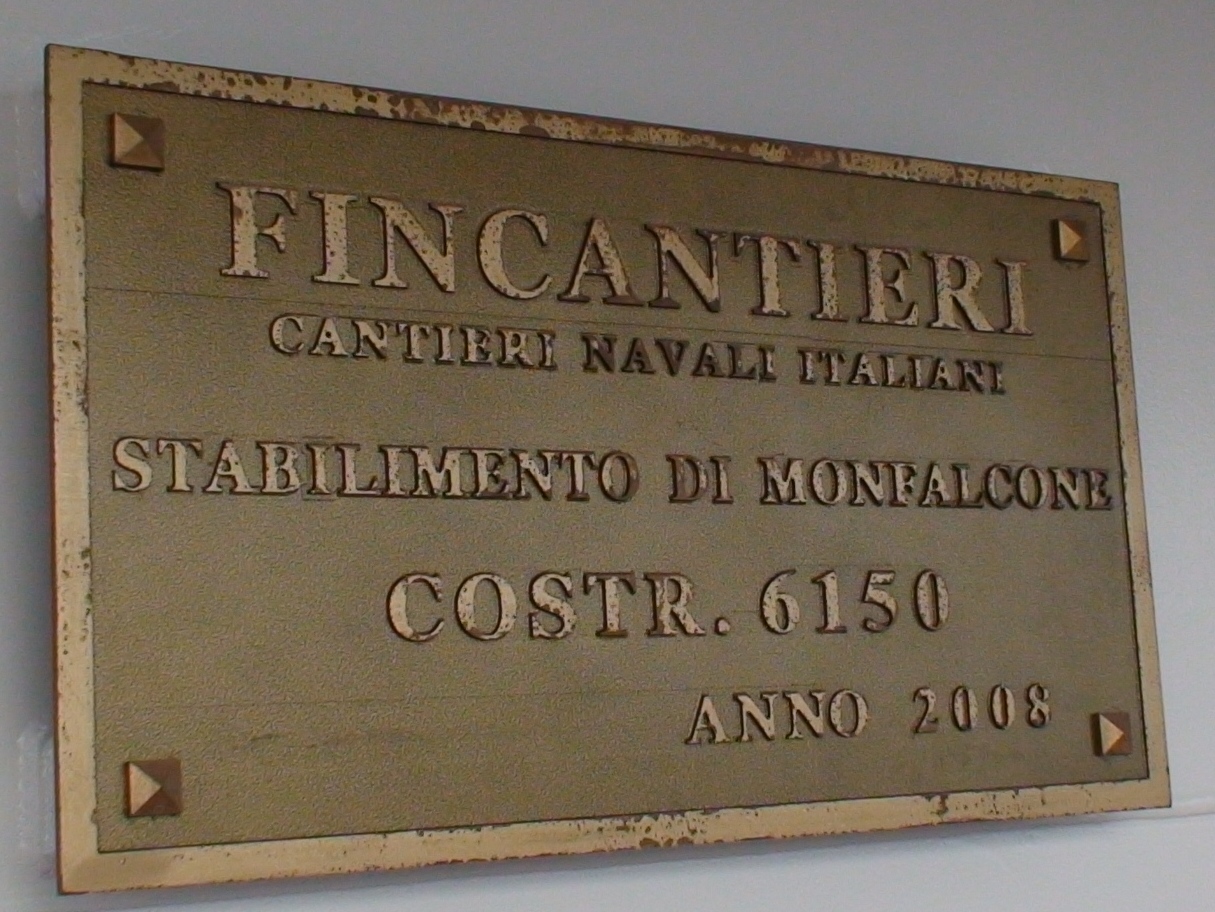 FINCANTIERI
CANTIERI NAVALI ITALIANI
STABILIMENTO DI MONFALCONE
COSTR. 6150
ANNO 2008